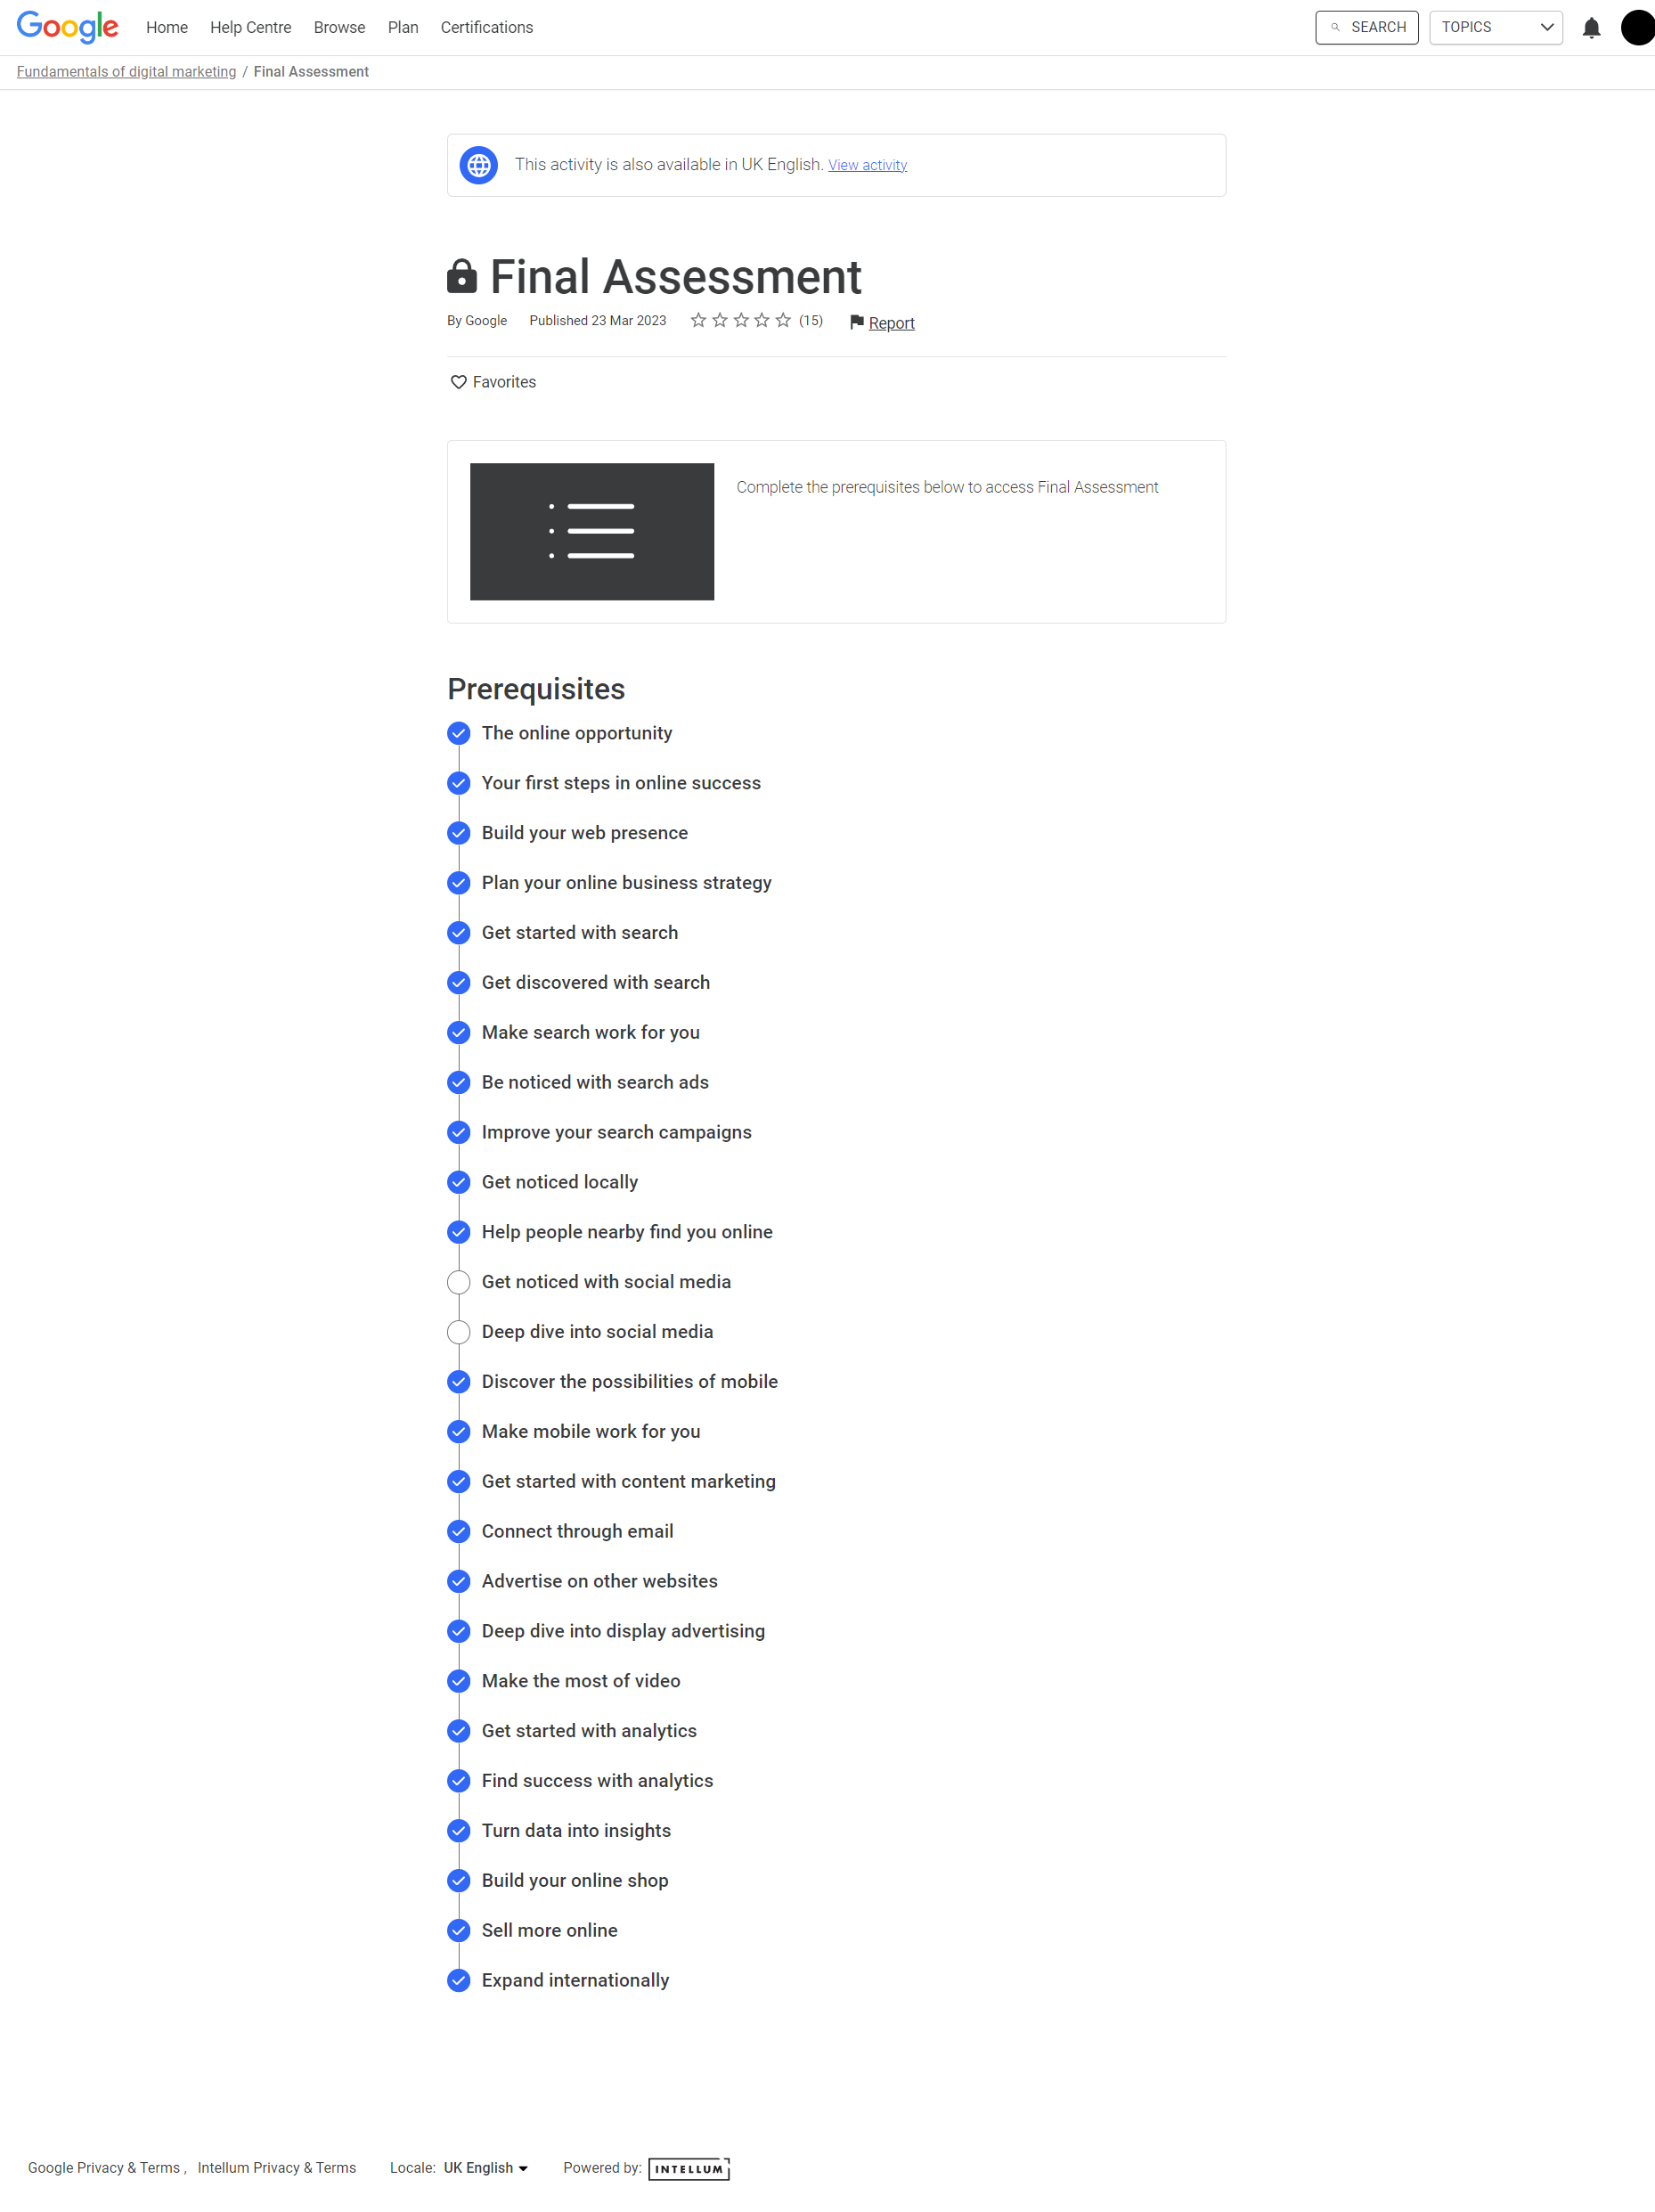 Google Home Help Centre Browse Plan Certifications SEARCH TOPICS
Fundamentals of digital marketing / Final Assessment
This activity is also available in UK English. View activity
Final Assessment
By Google Published 23 Mar 2023 (15) Report
Favorites
Complete the prerequisites below to access Final Assessment
Prerequisites
The online opportunity
Your first steps in online success
Build your web presence
Plan your online business strategy
Get started with search
Get discovered with search
Make search work for you
Be noticed with search ads
Improve your search campaigns
Get noticed locally
Help people nearby find you online
Get noticed with social media
Deep dive into social media
Discover the possibilities of mobile
Make mobile work for you
Get started with content marketing
Connect through email
Advertise on other websites
Deep dive into display advertising
Make the most of video
Get started with analytics
Find success with analytics
Turn data into insights
Build your online shop
Sell more online
Expand internationally
Google Privacy & Terms , Intellum Privacy & Terms Locale: UK English Powered by: INTELLUM